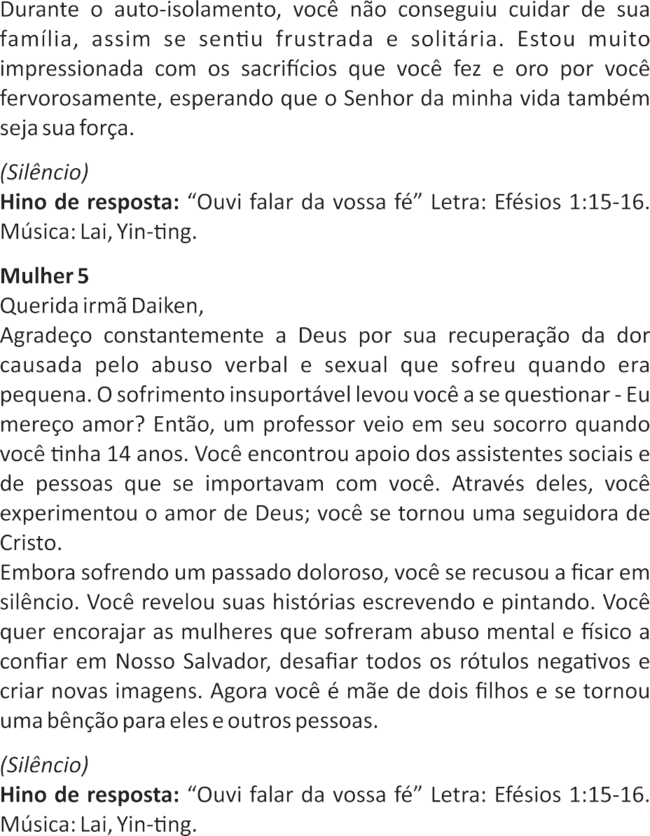 Durante o auto-isolamento, você não conseguiu cuidar de sua
família, assim se sentiu frustrada e solitária. Estou muito
impressionada com os sacrifícios que você fez e oro por você
fervorosamente, esperando que o Senhor da minha vida também
seja sua força.
(Silêncio)
Hino de resposta: “Ouvi falar da vossa fé” Letra: Efésios 1:15-16.
Música: Lai, Yin-ting.
Mulher 5
Querida irmã Daiken,
Agradeço constantemente a Deus por sua recuperação da dor
causada pelo abuso verbal e sexual que sofreu quando era
pequena. O sofrimento insuportável levou você a se questionar - Eu
mereço amor? Então, um professor veio em seu socorro quando
você tinha 14 anos. Você encontrou apoio dos assistentes sociais e
de pessoas que se importavam com você. Através deles, você
experimentou o amor de Deus; você se tornou uma seguidora de
Cristo.
Embora sofrendo um passado doloroso, você se recusou a ficar em
silêncio. Você revelou suas histórias escrevendo e pintando. Você
quer encorajar as mulheres que sofreram abuso mental e físico a
confiar em Nosso Salvador, desafiar todos os rótulos negativos e
criar novas imagens. Agora você é mãe de dois filhos e se tornou
uma bênção para eles e outros pessoas.
(Silêncio)
Hino de resposta: “Ouvi falar da vossa fé” Letra: Efésios 1:15-16.
Música: Lai, Yin-ting.